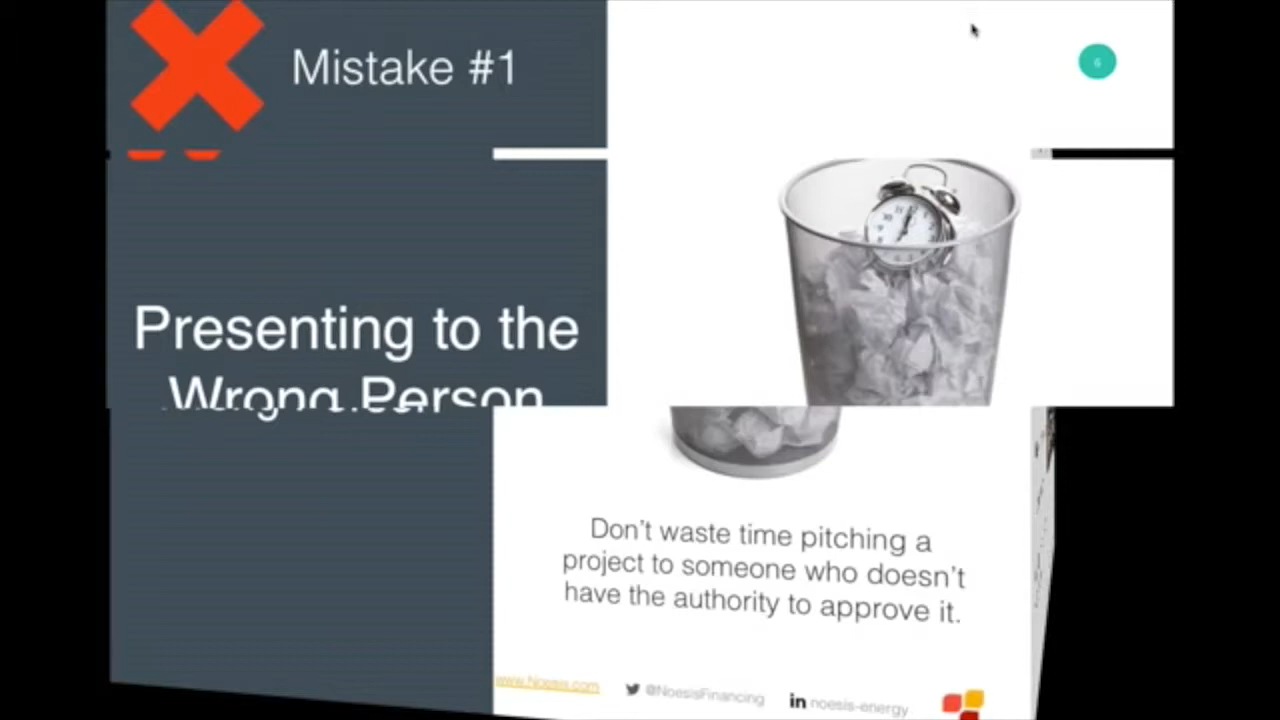 Mistake #1
6
Presenting to the
Wrong Person
Don't waste time pitching a
project to someone who doesn't
have the authority to approve it.
www.Noesis.com
@NoesisFinancing
in noesis-energy